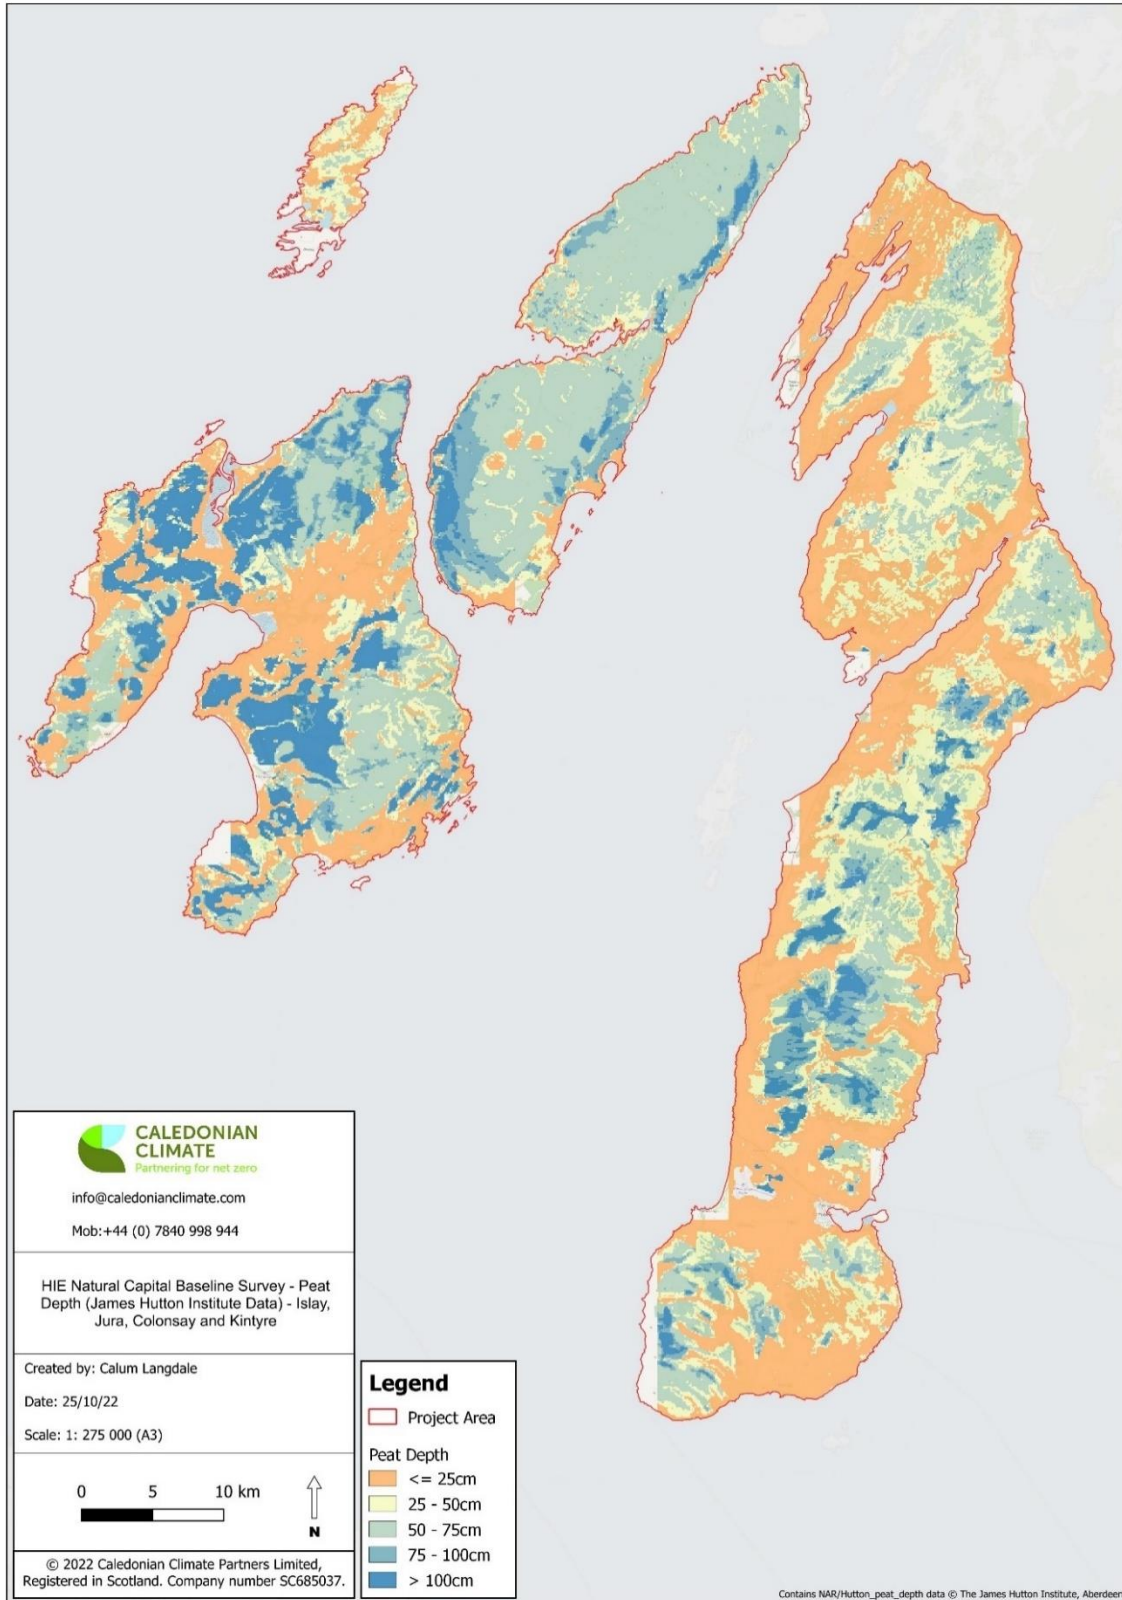 CALEDONIAN
CLIMATE
Partnering for net zero
info@caledonianclimate.com
Mob:+44 (0) 7840 998 944
HIE Natural Capital Baseline Survey - Peat
Depth (James Hutton Institute Data) - Islay,
Jura, Colonsay and Kintyre
Created by: Calum Langdale
Date: 25/10/22
Scale: 1: 275 000 (A3)
0 5 10 km
N
© 2022 Caledonian Climate Partners Limited,
Registered in Scotland. Company number SC685037.
Legend
Project Area
Peat Depth
<= 25cm
25 - 50cm
50 - 75cm
75 - 100cm
> 100cm
Contains NAR/Hutton_peat_depth data © The James Hutton Institute, Aberdeen